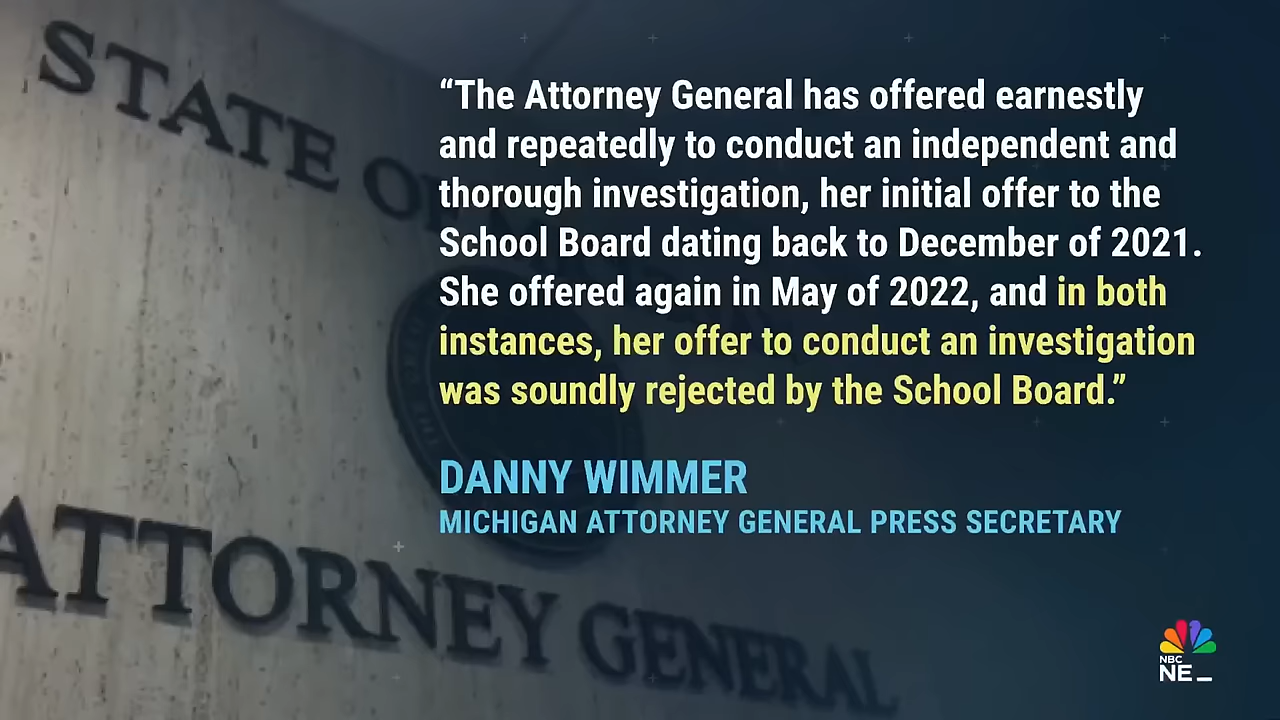 STATE OF
“The Attorney General has offered earnestly
and repeatedly to conduct an independent and
thorough investigation, her initial offer to the
School Board dating back to December of 2021.
She offered again in May of 2022, and in both
instances, her offer to conduct an investigation
was soundly rejected by the School Board.”
DANNY WIMMER
MICHIGAN ATTORNEY GENERAL PRESS SECRETARY
ATTORNEY GENERAL
NBC
NE